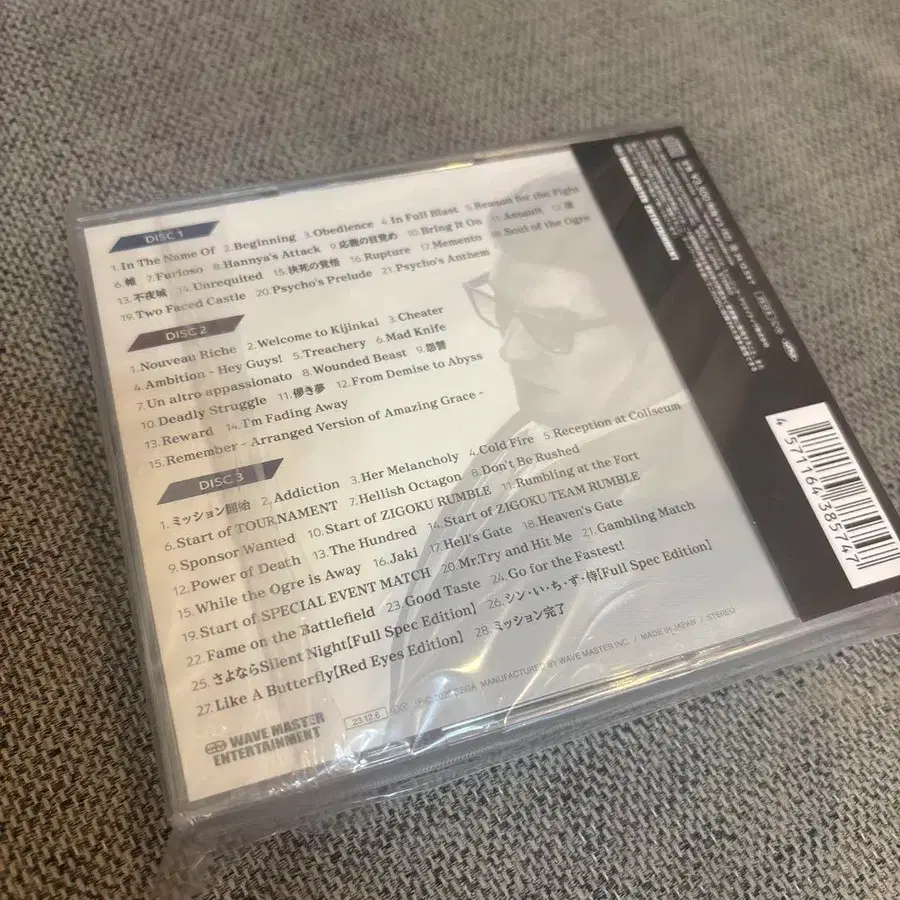 DISC 1
1.In The Name Of 2.Beginning 3.Obedience 4.In Full Blast 5.Reason for the Fight
7.Furioso 8.Hannya's Attack 9.応龍の目覚め 10.Bring It On 11.Assault
13.不夜城 14.Unrequited 15.決死の覚悟 16.Rupture 17.Memento 18.Soul of the Ogre
19.Two Faced Castle 20.Psycho's Prelude 21.Psycho's Anthem
DISC 2
1.Nouveau Riche 2.Welcome to Kijinkai 3.Cheater
4.Ambition - Hey Guys! 5.Treachery 6.Mad Knife
7.Un altro appassionato 8.Wounded Beast 9.怨讐
10.Deadly Struggle 11.儚き夢 12.From Demise to Abyss
13.Reward 14.I'm Fading Away
15.Remember - Arranged Version of Amazing Grace -
DISC 3
1.ミッション開始 2.Addiction 3.Her Melancholy 4.Cold Fire 5.Reception at Coliseum
6.Start of TOURNAMENT 7.Hellish Octagon 8.Don't Be Rushed
9.Sponsor Wanted 10.Start of ZIGOKU RUMBLE 11.Rumbling at the Fort
12.Power of Death 13.The Hundred 14.Start of ZIGOKU TEAM RUMBLE
15.While the Ogre is Away 16.Jaki 17.Hell's Gate 18.Heaven's Gate
19.Start of SPECIAL EVENT MATCH 20.Mr.Try and Hit Me 21.Gambling Match
22.Fame on the Battlefield 23.Good Taste 24.Go for the Fastest!
25.さよならSilent Night[Full Spec Edition] 26.シン・い・ち・ず・侍[Full Spec Edition]
27.Like A Butterfly[Red Eyes Edition] 28.ミッション完了
WAVE MASTER
ENTERTAINMENT
23.12.6
SEGA MANUFACTURED BY WAVE MASTER INC. / MADE IN JAPAN / STEREO
4571164385747